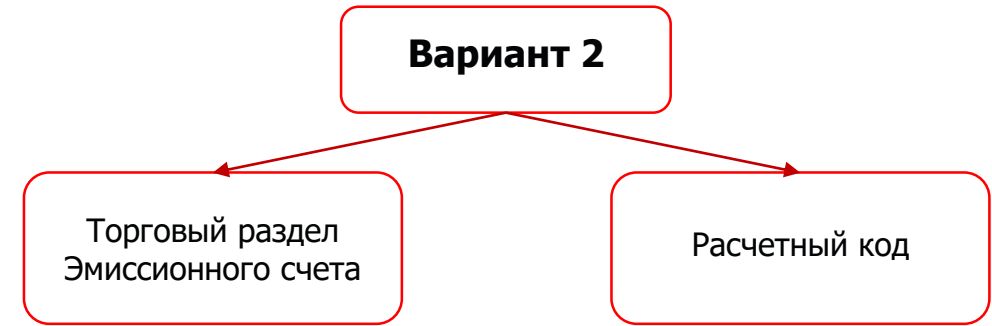 Вариант 2
Торговый раздел
Эмиссионного счета
Расчетный код